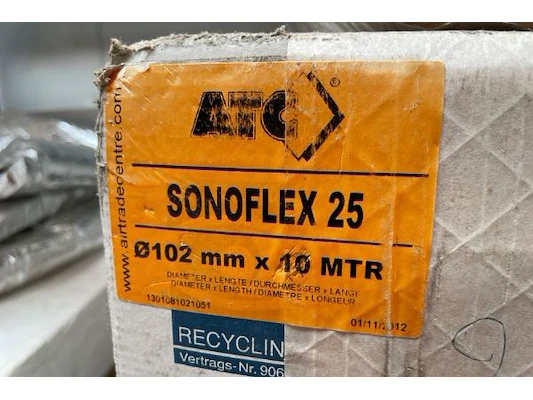 ATC ©
www.airtradecentre.com
SONOFLEX 25
Ø102 mm x 10 MTR
DIAMETER x LENGTE / DURCHMESSER x LANGE
DIAMETER x LENGTH / DIAMETRE x LONGEUR
1301081021051
01/11/2012
RECYCLIN
Vertrags-Nr. 906